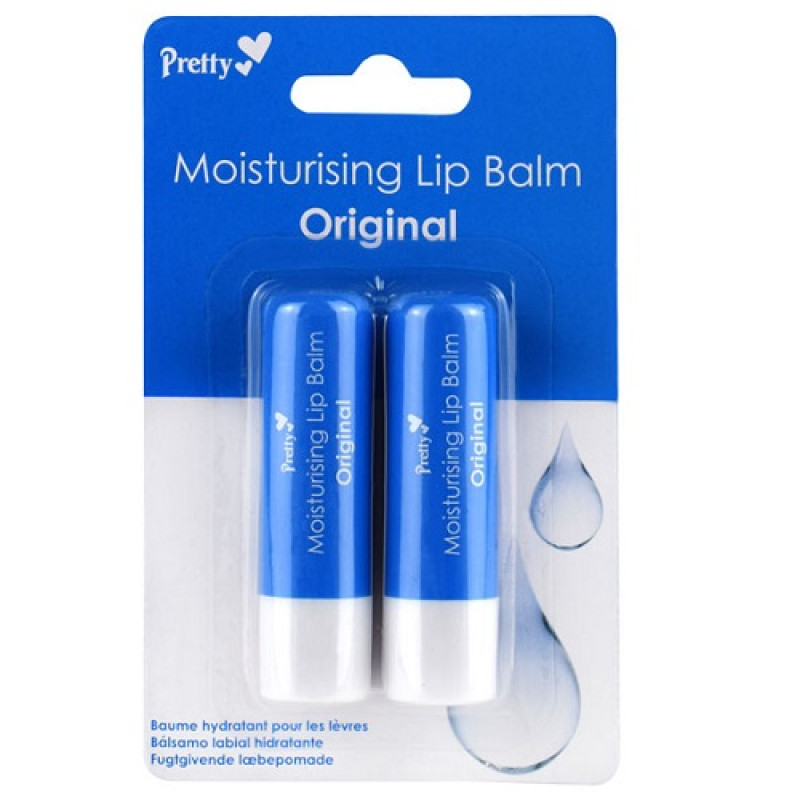 Pretty
Moisturising Lip Balm
Original
Pretty
Moisturising Lip Balm
Original
Pretty
Moisturising Lip Balm
Original
Baume hydratant pour les lèvres
Bálsamo labial hidratante
Fugtgivende læbepomade